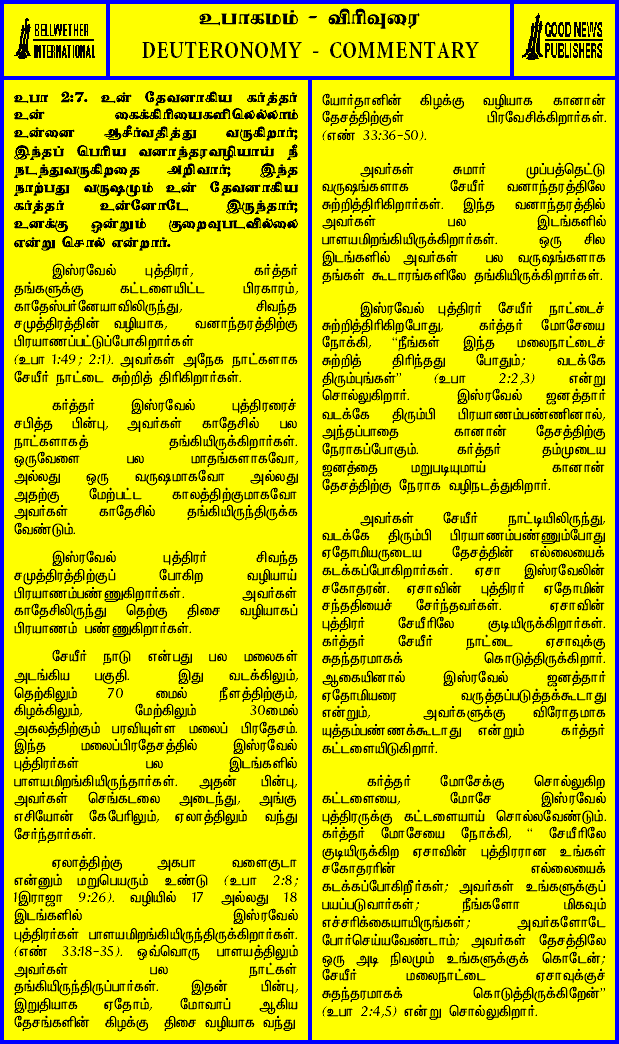 BELLWETHER
INTERNATIONAL
உபாகமம் - விரிவுரை
DEUTERONOMY - COMMENTARY
GOOD NEWS
PUBLISHERS
உபா 2:7. உன் தேவனாகிய கர்த்தர்
உன் கைக்கிரியைகளிலெல்லாம்
உன்னை ஆசீர்வதித்து வருகிறார்;
இந்தப் பெரிய வனாந்தரவழியாய் நீ
நடந்துவருகிறதை அறிவார்; இந்த
நாற்பது வருஷமும் உன் தேவனாகிய
கர்த்தர் உன்னோடே இருந்தார்;
உனக்கு ஒன்றும் குறைவுபடவில்லை
என்று சொல் என்றார்.
இஸ்ரவேல் புத்திரர், கர்த்தர்
தங்களுக்கு கட்டளையிட்ட பிரகாரம்,
காதேஸ்பர்னேயாவிலிருந்து, சிவந்த
சமுத்திரத்தின் வழியாக, வனாந்தரத்திற்கு
பிரயாணப்பட்டுப்போகிறார்கள்
(உபா 1:49; 2:1). அவர்கள் அநேக நாட்களாக
சேயீர் நாட்டை சுற்றித் திரிகிறார்கள்.
கர்த்தர் இஸ்ரவேல் புத்திரரைச்
சபித்த பின்பு, அவர்கள் காதேசில் பல
நாட்களாகத் தங்கியிருக்கிறார்கள்.
ஒருவேளை பல மாதங்களாகவோ,
அல்லது ஒரு வருஷமாகவோ அல்லது
அதற்கு மேற்பட்ட காலத்திற்குமாகவோ
அவர்கள் காதேசில் தங்கியிருந்திருக்க
வேண்டும்.
இஸ்ரவேல் புத்திரர் சிவந்த
சமுத்திரத்திற்குப் போகிற வழியாய்
பிரயாணம்பண்ணுகிறார்கள். அவர்கள்
காதேசிலிருந்து தெற்கு திசை வழியாகப்
பிரயாணம் பண்ணுகிறார்கள்.
சேயீர் நாடு என்பது பல மலைகள்
அடங்கிய பகுதி. இது வடக்கிலும்,
தெற்கிலும் 70 மைல் நீளத்திற்கும்,
கிழக்கிலும், மேற்கிலும் 30மைல்
அகலத்திற்கும் பரவியுள்ள மலைப் பிரதேசம்.
இந்த மலைப்பிரதேசத்தில் இஸ்ரவேல்
புத்திரர்கள் பல இடங்களில்
பாளயமிறங்கியிருந்தார்கள். அதன் பின்பு,
அவர்கள் செங்கடலை அடைந்து, அங்கு
எசியோன் கேபேரிலும், ஏலாத்திலும் வந்து
சேர்ந்தார்கள்.
ஏலாத்திற்கு அகபா வளைகுடா
என்னும் மறுபெயரும் உண்டு (உபா 2:8;
1இராஜா 9:26). வழியில் 17 அல்லது 18
இடங்களில் இஸ்ரவேல்
புத்திரர்கள் பாளயமிறங்கியிருந்திருக்கிறார்கள்.
(எண் 33:18-35). ஒவ்வொரு பாளயத்திலும்
அவர்கள் பல நாட்கள்
தங்கியிருந்திருப்பார்கள். இதன் பின்பு,
இறுதியாக ஏதோம், மோவாப் ஆகிய
தேசங்களின் கிழக்கு திசை வழியாக வந்து
யோர்தானின் கிழக்கு வழியாக கானான்
தேசத்திற்குள் பிரவேசிக்கிறார்கள்.
(எண் 33:36-50).
அவர்கள் சுமார் முப்பத்தெட்டு
வருஷங்களாக சேயீர் வனாந்தரத்திலே
சுற்றித்திரிகிறார்கள். இந்த வனாந்தரத்தில்
அவர்கள் பல இடங்களில்
பாளயமிறங்கியிருக்கிறார்கள். ஒரு சில
இடங்களில் அவர்கள் பல வருஷங்களாக
தங்கள் கூடாரங்களிலே தங்கியிருக்கிறார்கள்.
இஸ்ரவேல் புத்திரர் சேயீர் நாட்டைச்
சுற்றித்திரிகிறபோது, கர்த்தர் மோசேயை
நோக்கி, “நீங்கள் இந்த மலைநாட்டைச்
சுற்றித் திரிந்தது போதும்; வடக்கே
திரும்புங்கள்” (உபா 2:2,3) என்று
சொல்லுகிறார். இஸ்ரவேல் ஜனத்தார்
வடக்கே திரும்பி பிரயாணம்பண்ணினால்,
அந்தப்பாதை கானான் தேசத்திற்கு
நேராகப்போகும். கர்த்தர் தம்முடைய
ஜனத்தை மறுபடியுமாய் கானான்
தேசத்திற்கு நேராக வழிநடத்துகிறார்.
அவர்கள் சேயீர் நாட்டியிலிருந்து,
வடக்கே திரும்பி பிரயாணம்பண்ணும்போது
ஏதோமியருடைய தேசத்தின் எல்லையைக்
கடக்கப்போகிறார்கள். ஏசா இஸ்ரவேலின்
சகோதரன். ஏசாவின் புத்திரர் ஏதோமின்
சந்ததியைச் சேர்ந்தவர்கள். ஏசாவின்
புத்திரர் சேயீரிலே குடியிருக்கிறார்கள்.
கர்த்தர் சேயீர் நாட்டை ஏசாவுக்கு
சுதந்தரமாகக் கொடுத்திருக்கிறார்.
ஆகையினால் இஸ்ரவேல் ஜனத்தார்
ஏதோமியரை வருத்தப்படுத்தக்கூடாது
என்றும், அவர்களுக்கு விரோதமாக
யுத்தம்பண்ணக்கூடாது என்றும் கர்த்தர்
கட்டளையிடுகிறார்.
கர்த்தர் மோசேக்கு சொல்லுகிற
கட்டளையை, மோசே இஸ்ரவேல்
புத்திரருக்கு கட்டளையாய் சொல்லவேண்டும்.
கர்த்தர் மோசேயை நோக்கி, “ சேயீரிலே
குடியிருக்கிற ஏசாவின் புத்திரரான உங்கள்
சகோதரரின் எல்லையைக்
கடக்கப்போகிறீர்கள்; அவர்கள் உங்களுக்குப்
பயப்படுவார்கள்; நீங்களோ மிகவும்
எச்சரிக்கையாயிருங்கள்; அவர்களோடே
போர்செய்யவேண்டாம்; அவர்கள் தேசத்திலே
ஒரு அடி நிலமும் உங்களுக்குக் கொடேன்;
சேயீர் மலைநாட்டை ஏசாவுக்குச்
சுதந்தரமாகக் கொடுத்திருக்கிறேன்”
(உபா 2:4,5) என்று சொல்லுகிறார்.